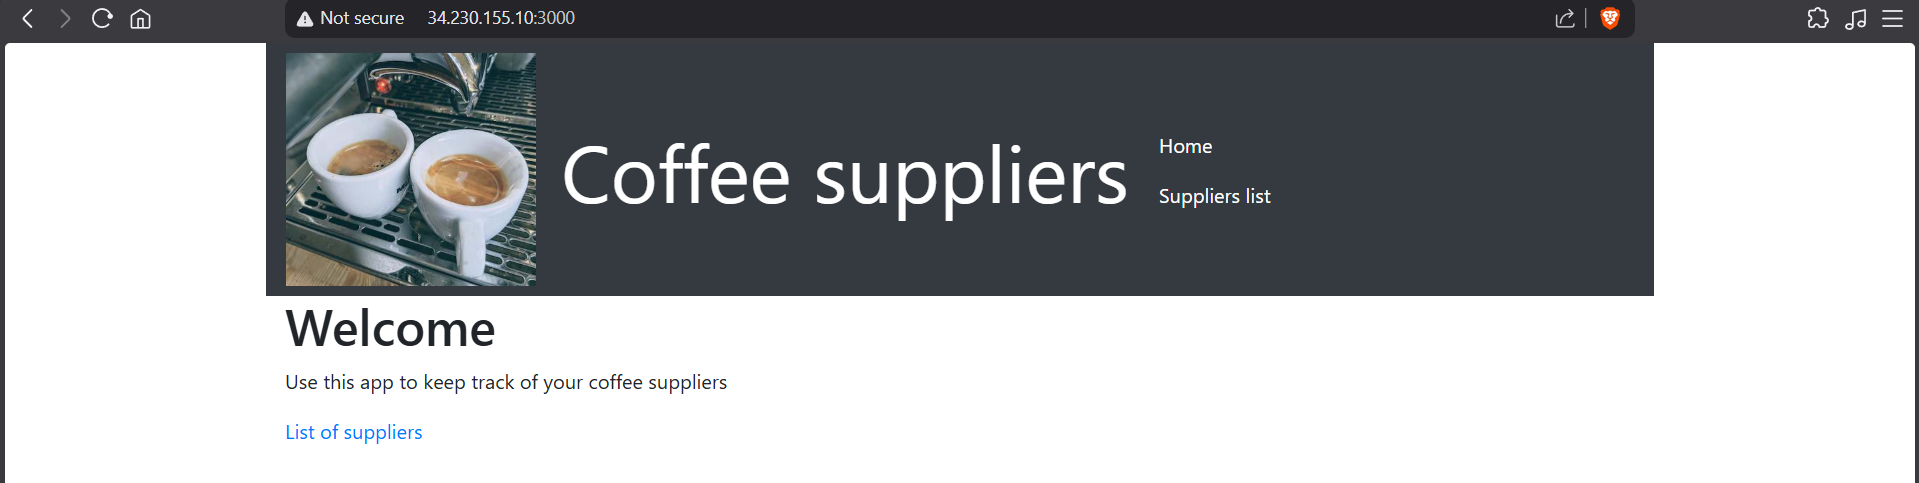 Not secure 34.230.155.10:3000
Coffee suppliers
Home
Suppliers list
Welcome
Use this app to keep track of your coffee suppliers
List of suppliers